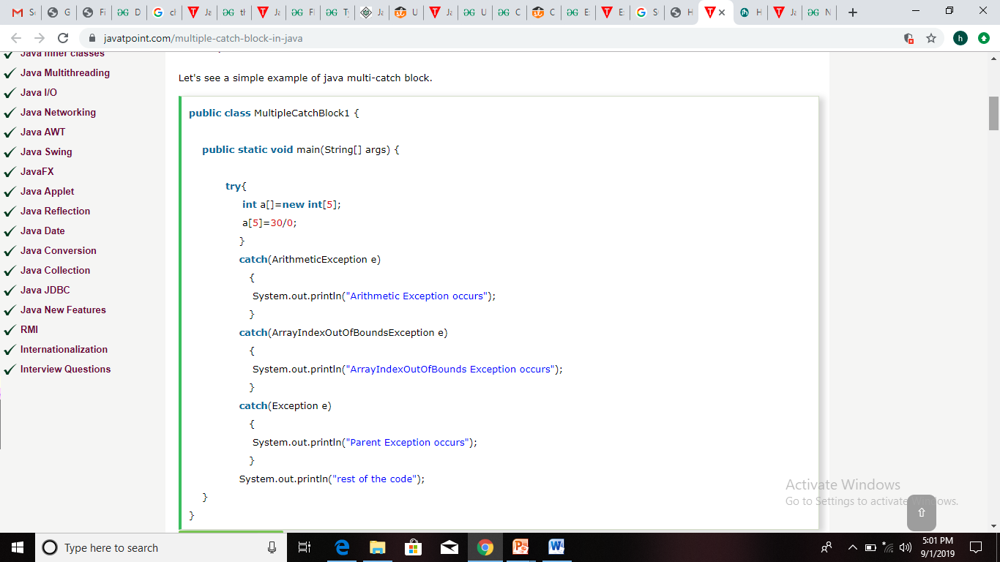 javatpoint.com/multiple-catch-block-in-java
h
Java Inner classes
Java Multithreading
Java I/O
Java Networking
Java AWT
Java Swing
JavaFX
Java Applet
Java Reflection
Java Date
Java Conversion
Java Collection
Java JDBC
Java New Features
RMI
Internationalization
Interview Questions
Let's see a simple example of java multi-catch block.
public class MultipleCatchBlock1 {
public static void main(String[] args) {
try{
int a[]=new int[5];
a[5]=30/0;
}
catch(ArithmeticException e)
{
System.out.println("Arithmetic Exception occurs");
}
catch(ArrayIndexOutOfBoundsException e)
{
System.out.println("ArrayIndexOutOfBounds Exception occurs");
}
catch(Exception e)
{
System.out.println("Parent Exception occurs");
}
System.out.println("rest of the code");
}
}
Activate Windows
Go to Settings to activate Windows.
Type here to search
5:01 PM
9/1/2019